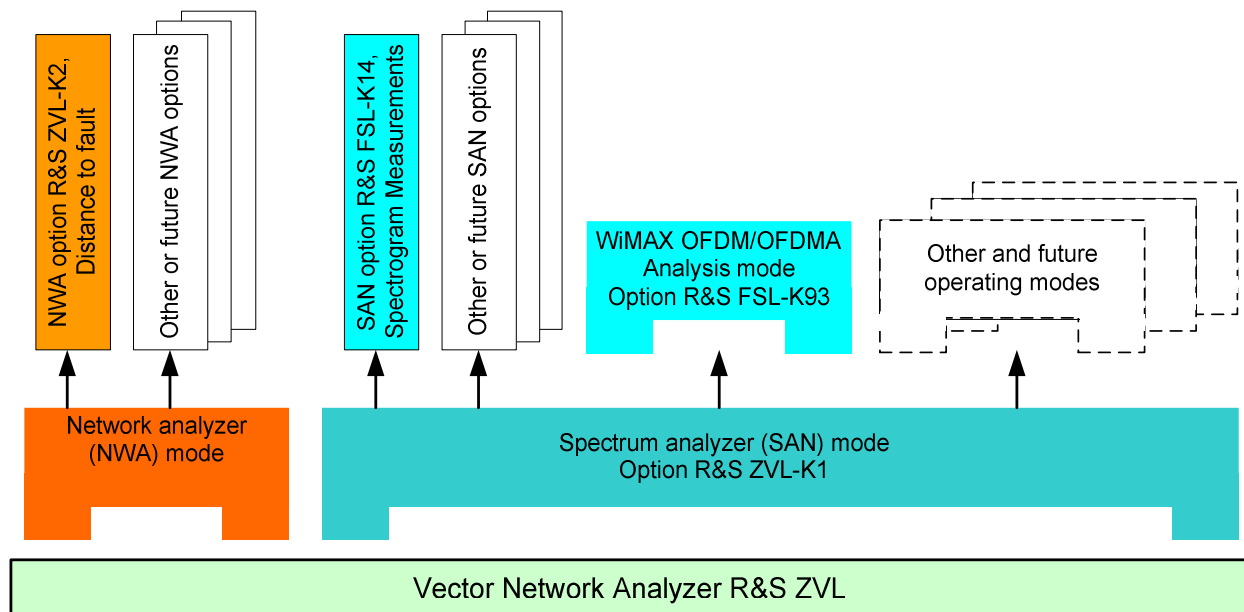 NWA option R&S ZVL-K2,
Distance to fault
Other or future NWA options
SAN option R&S FSL-K14,
Spectrogram Measurements
Other or future SAN options
WiMAX OFDM/OFDMA
Analysis mode
Option R&S FSL-K93
Other and future
operating modes
Network analyzer
(NWA) mode
Spectrum analyzer (SAN) mode
Option R&S ZVL-K1
Vector Network Analyzer R&S ZVL